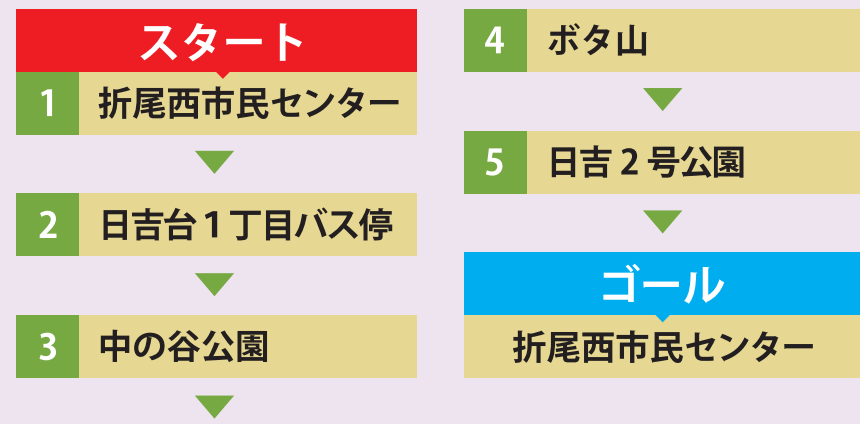 スタート
1 折尾西市民センター
2 日吉台1丁目バス停
3 中の谷公園
4 ボタ山
5 日吉2号公園
ゴール
折尾西市民センター